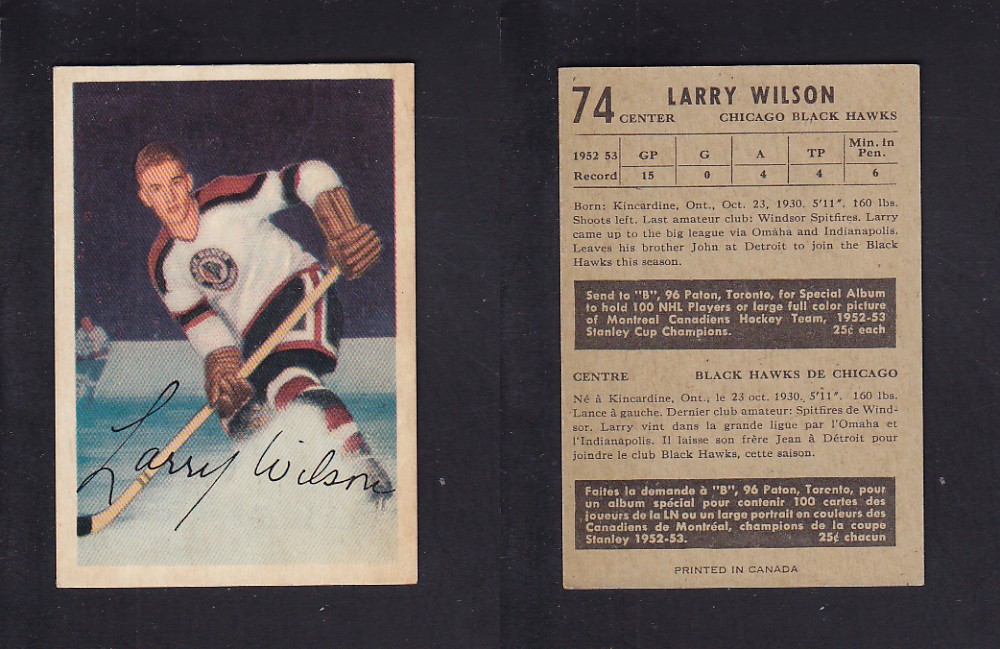 Larry Wilson
74 LARRY WILSON
CENTER CHICAGO BLACK HAWKS
1952 53 GP G A TP Min. in Pen.
Record 15 0 4 4 6
Born: Kincardine, Ont., Oct. 23, 1930. 5'11". 160 lbs.
Shoots left. Last amateur club: Windsor Spitfires. Larry
came up to the big league via Omaha and Indianapolis.
Leaves his brother John at Detroit to join the Black
Hawks this season.
Send to "B", 96 Paton, Toronto, for Special Album
to hold 100 NHL Players or large full color picture
of Montreal Canadiens Hockey Team, 1952-53
Stanley Cup Champions. 25¢ each
CENTRE BLACK HAWKS DE CHICAGO
Né à Kincardine, Ont., le 23 oct. 1930. 5'11". 160 lbs.
Lance à gauche. Dernier club amateur: Spitfires de Wind-
sor. Larry vint dans la grande ligue par l'Omaha et
l'Indianapolis. Il laisse son frère Jean à Détroit pour
joindre le club Black Hawks, cette saison.
Faites la demande à "B", 96 Paton, Toronto, pour
un album spécial pour contenir 100 cartes des
joueurs de la LN ou un large portrait en couleurs des
Canadiens de Montréal, champions de la coupe
Stanley 1952-53. 25¢ chacun
PRINTED IN CANADA